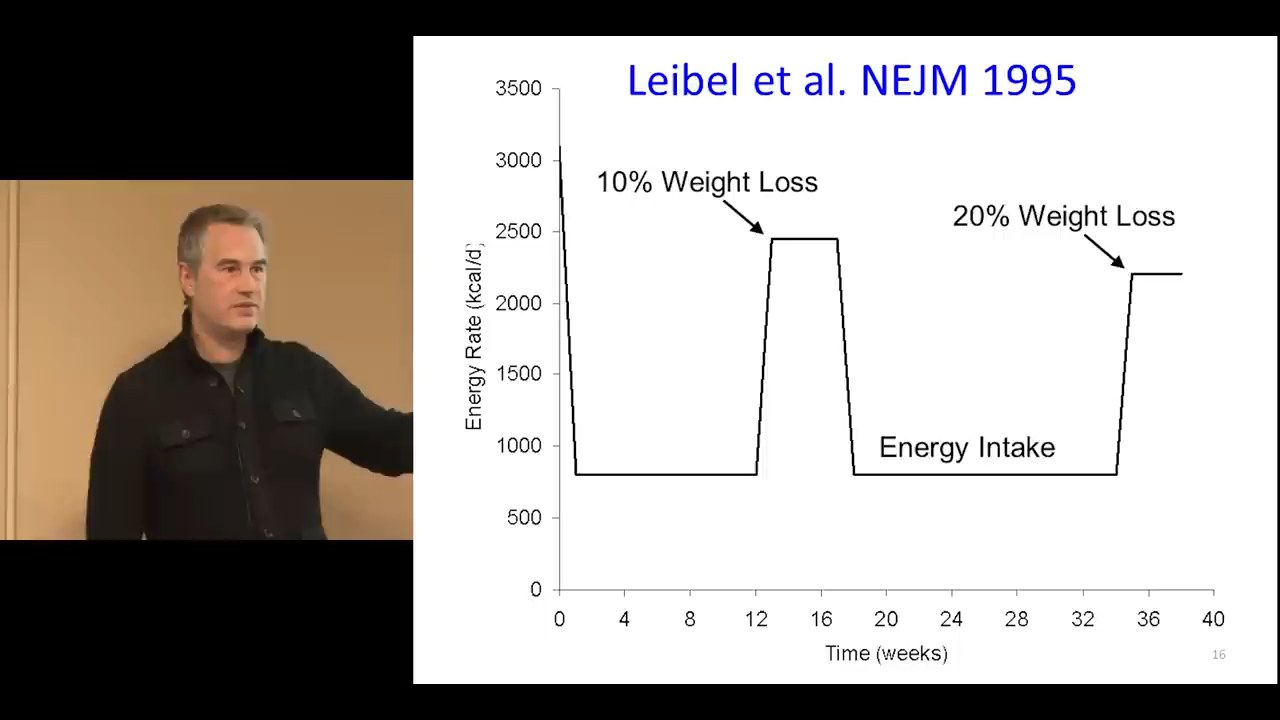 Leibel et al. NEJM 1995
3500
3000
2500
2000
1500
1000
500
0
Energy Rate (kcal/d)
10% Weight Loss
20% Weight Loss
Energy Intake
0 4 8 12 16 20 24 28 32 36 40
Time (weeks)
16